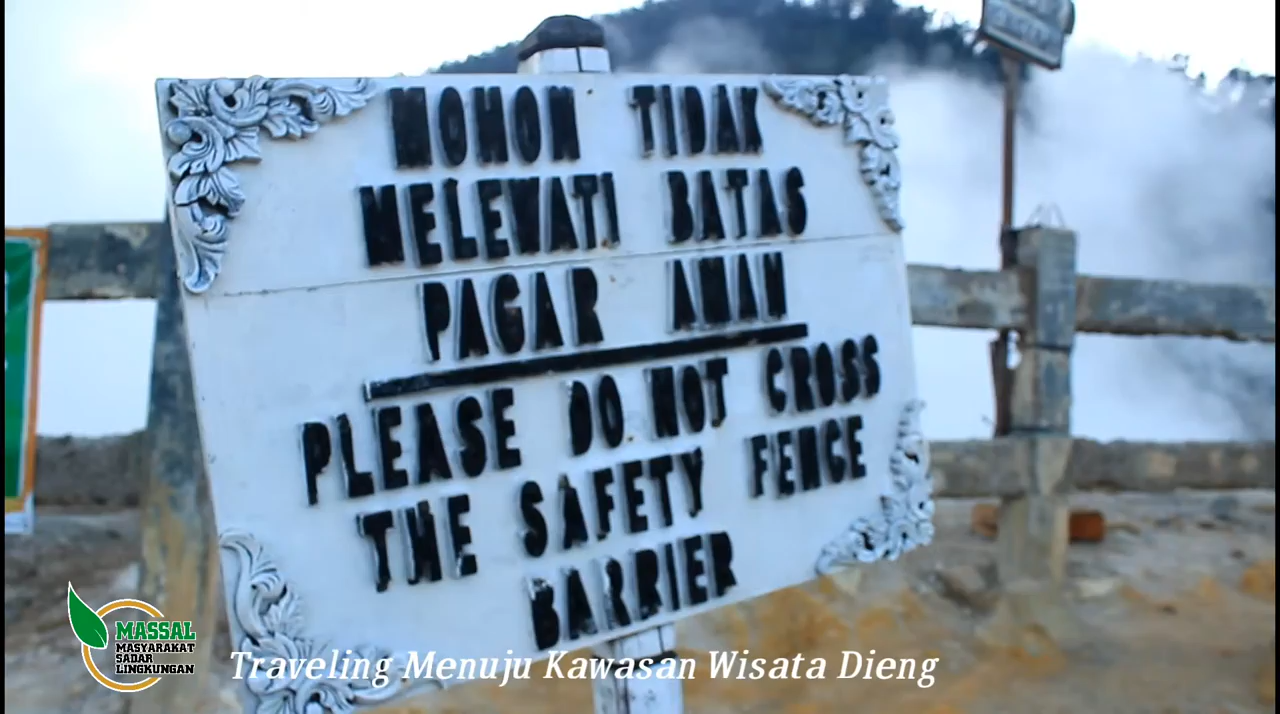 MOHON TIDAK
MELEWATI BATAS
PAGAR AMAN
PLEASE DO NOT CROSS
THE SAFETY FENCE
BARRIER
MASSAL
MASYARAKAT
SADAR
LINGKUNGAN
Traveling Menuju Kawasan Wisata Dieng